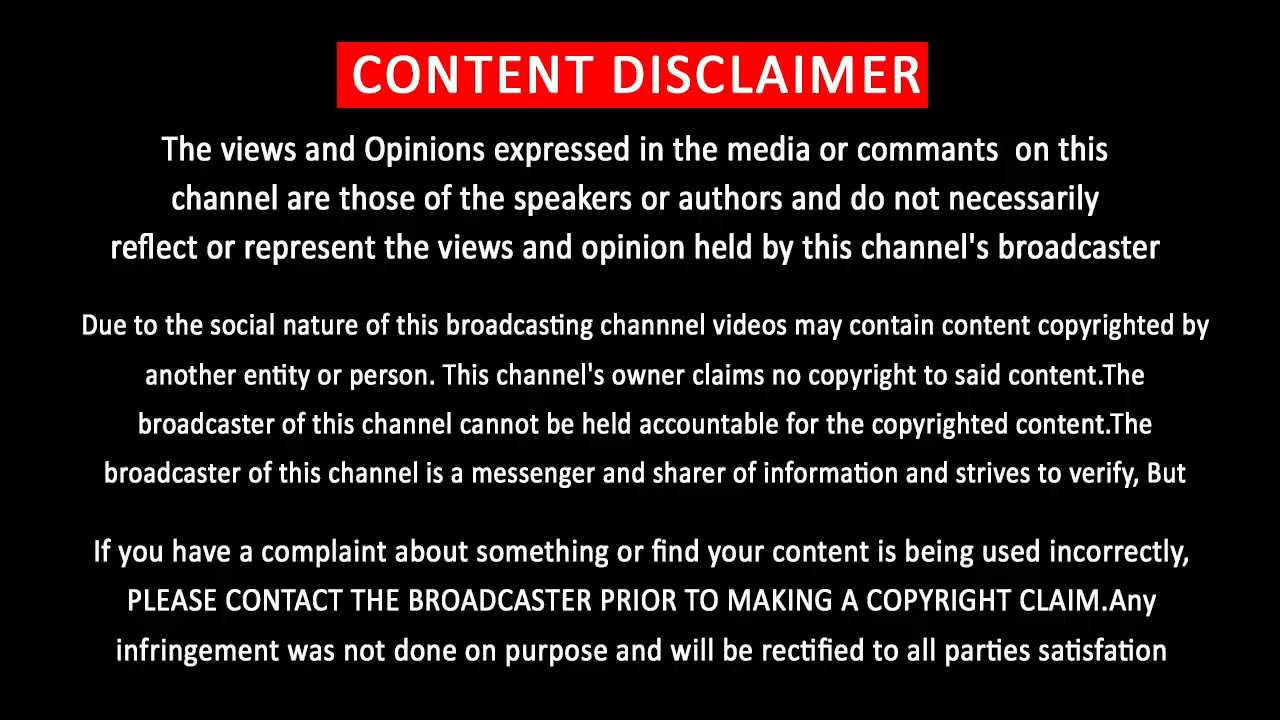 CONTENT DISCLAIMER
The views and Opinions expressed in the media or commants on this
channel are those of the speakers or authors and do not necessarily
reflect or represent the views and opinion held by this channel's broadcaster
Due to the social nature of this broadcasting channnel videos may contain content copyrighted by
another entity or person. This channel's owner claims no copyright to said content.The
broadcaster of this channel cannot be held accountable for the copyrighted content.The
broadcaster of this channel is a messenger and sharer of information and strives to verify, But
If you have a complaint about something or find your content is being used incorrectly,
PLEASE CONTACT THE BROADCASTER PRIOR TO MAKING A COPYRIGHT CLAIM.Any
infringement was not done on purpose and will be rectified to all parties satisfation